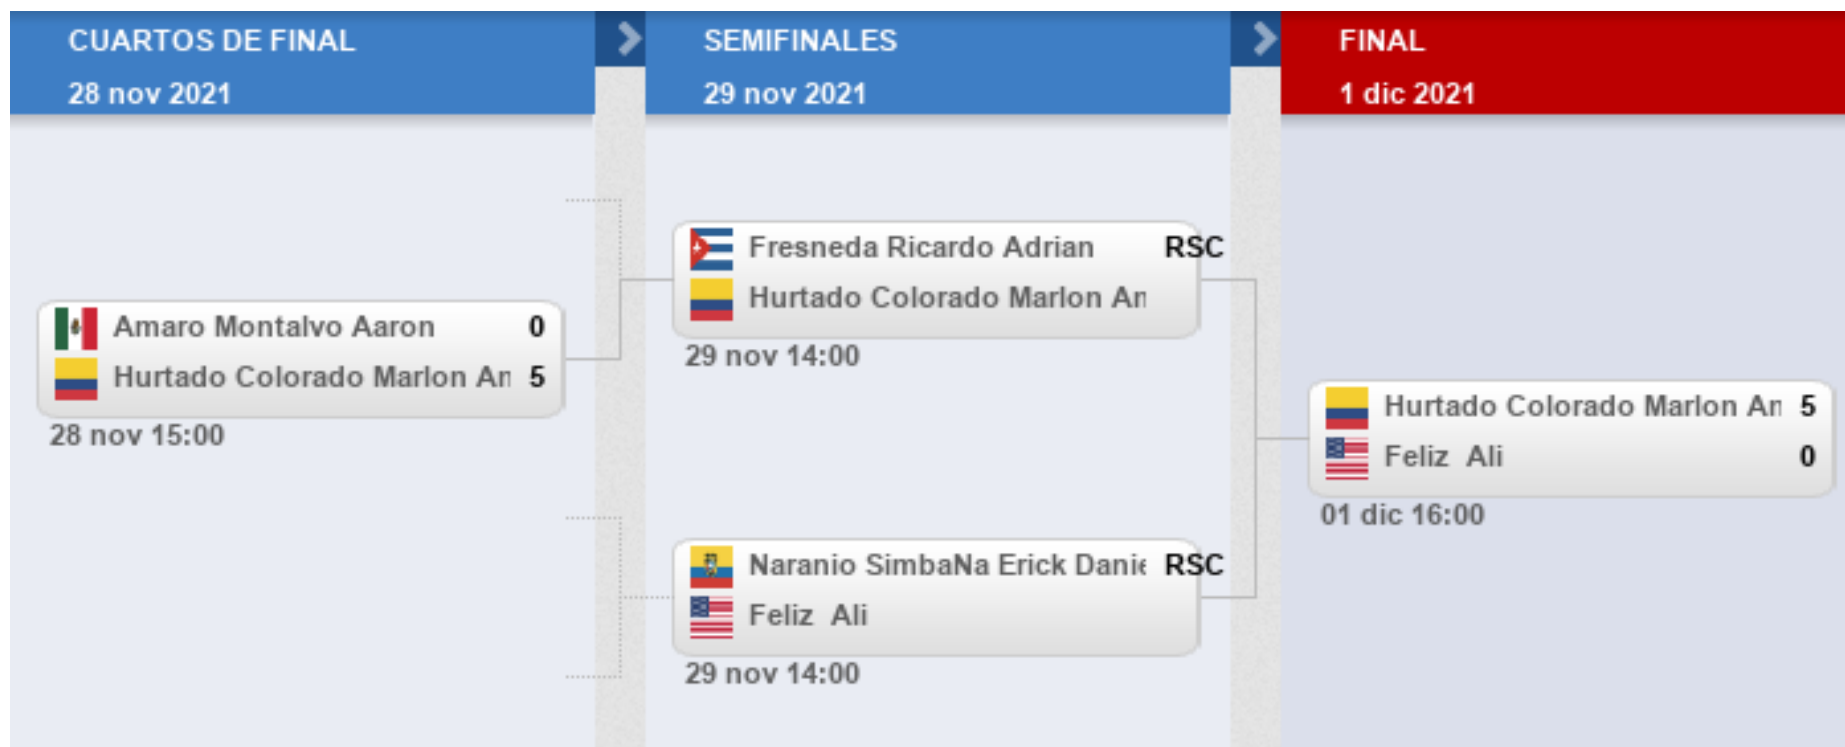 CUARTOS DE FINAL
28 nov 2021
Amaro Montalvo Aaron 0
Hurtado Colorado Marlon An 5
28 nov 15:00
SEMIFINALES
29 nov 2021
Fresneda Ricardo Adrian RSC
Hurtado Colorado Marlon An
29 nov 14:00
Naranio SimbaNa Erick Danie RSC
Feliz Ali
29 nov 14:00
FINAL
1 dic 2021
Hurtado Colorado Marlon An 5
Feliz Ali 0
01 dic 16:00